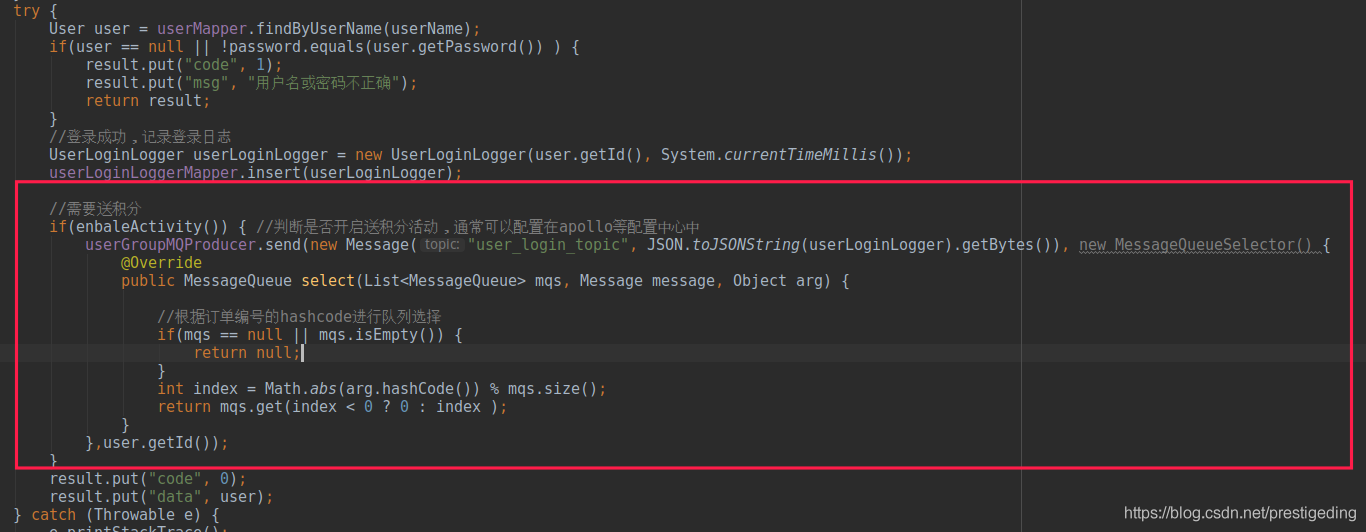 try {
User user = userMapper.findByUserName(userName);
if(user == null || !password.equals(user.getPassword()) ) {
result.put("code", 1);
result.put("msg", "用户名或密码不正确");
return result;
}
//登录成功，记录登录日志
UserLoginLogger userLoginLogger = new UserLoginLogger(user.getId(), System.currentTimeMillis());
userLoginLoggerMapper.insert(userLoginLogger);
//需要送积分
if(enbaleActivity()) { //判断是否开启送积分活动，通常可以配置在apollo等配置中心中
userGroupMQProducer.send(new Message( topic: "user_login_topic", JSON.toJSONString(userLoginLogger).getBytes()), new MessageQueueSelector() {
@Override
public MessageQueue select(List<MessageQueue> mqs, Message message, Object arg) {
//根据订单编号的hashcode进行队列选择
if(mqs == null || mqs.isEmpty()) {
return null;
}
int index = Math.abs(arg.hashCode()) % mqs.size();
return mqs.get(index < 0 ? 0 : index );
}
},user.getId());
}
result.put("code", 0);
result.put("data", user);
} catch (Throwable e) {
e.printStackTrace();
https://blog.csdn.net/prestigeding